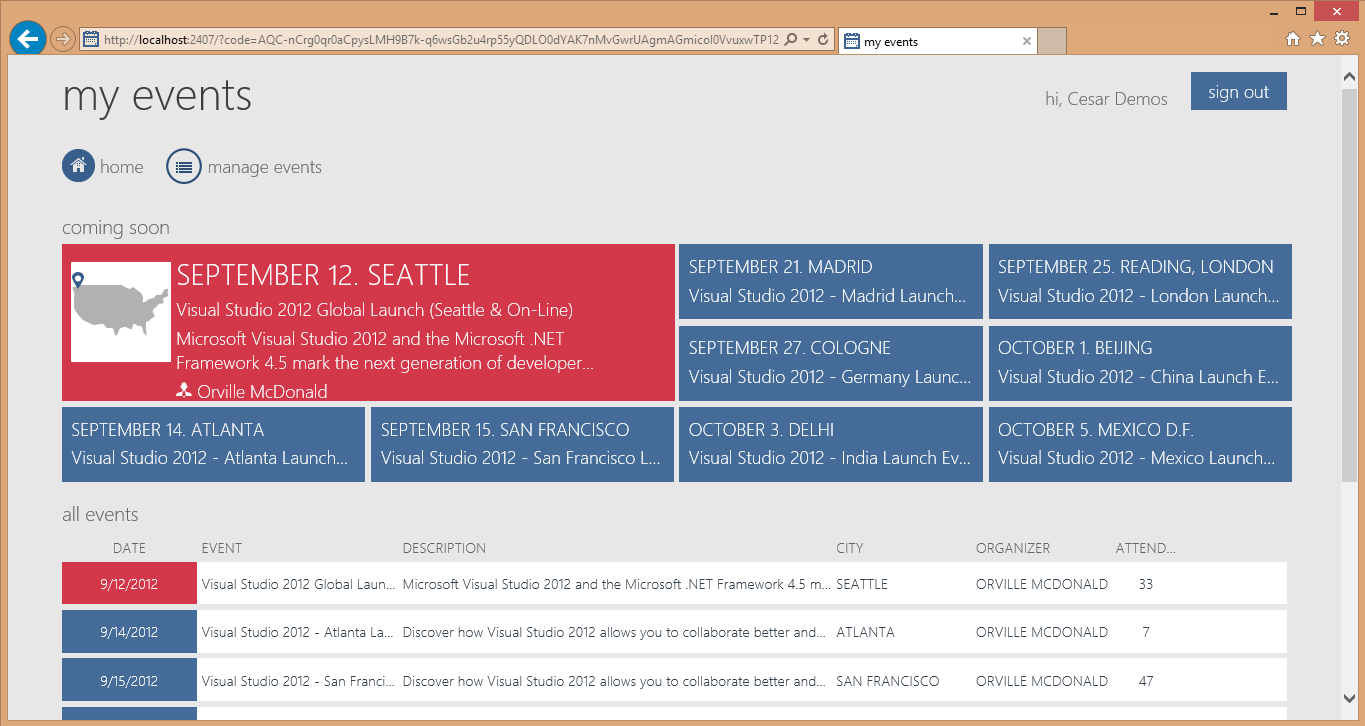 http://localhost:2407/?code=AQC-nCrg0qr0aCpysLMH9B7k-q6wsGb2u4rp55yQDLO0dYAK7nMvGwrUAgmAGmicoI0VvuxwTP12
my events
my events
hi, Cesar Demos
sign out
home
manage events
coming soon
SEPTEMBER 12. SEATTLE
Visual Studio 2012 Global Launch (Seattle & On-Line)
Microsoft Visual Studio 2012 and the Microsoft .NET
Framework 4.5 mark the next generation of developer...
Orville McDonald
SEPTEMBER 21. MADRID
Visual Studio 2012 - Madrid Launch...
SEPTEMBER 25. READING, LONDON
Visual Studio 2012 - London Launch...
SEPTEMBER 27. COLOGNE
Visual Studio 2012 - Germany Launc...
OCTOBER 1. BEIJING
Visual Studio 2012 - China Launch E...
SEPTEMBER 14. ATLANTA
Visual Studio 2012 - Atlanta Launch...
SEPTEMBER 15. SAN FRANCISCO
Visual Studio 2012 - San Francisco L...
OCTOBER 3. DELHI
Visual Studio 2012 - India Launch Ev...
OCTOBER 5. MEXICO D.F.
Visual Studio 2012 - Mexico Launch...
all events
DATE EVENT DESCRIPTION CITY ORGANIZER ATTEND...
9/12/2012 Visual Studio 2012 Global Laun... Microsoft Visual Studio 2012 and the Microsoft .NET Framework 4.5 m... SEATTLE ORVILLE MCDONALD 33
9/14/2012 Visual Studio 2012 - Atlanta La... Discover how Visual Studio 2012 allows you to collaborate better and... ATLANTA ORVILLE MCDONALD 7
9/15/2012 Visual Studio 2012 - San Franci... Discover how Visual Studio 2012 allows you to collaborate better and... SAN FRANCISCO ORVILLE MCDONALD 47